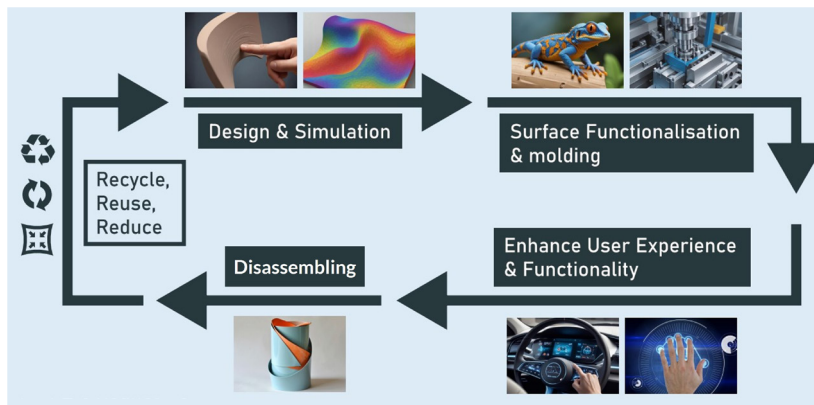 Design & Simulation
Surface Functionalisation
& molding
Recycle,
Reuse,
Reduce
Enhance User Experience
& Functionality
Disassembling